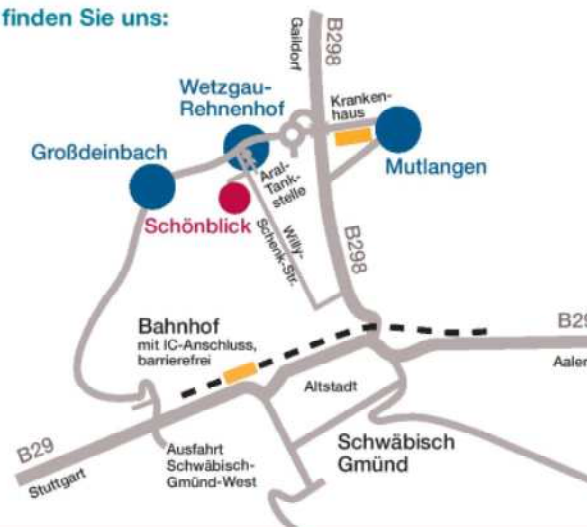 finden Sie uns:
Gaildorf
B298
Wetzgau-
Rehnenhof
Kranken-
haus
Großdeinbach
Mutlangen
Aral-
Tank-
stelle
Schönblick
Willy-
Schenk-Str.
B298
Bahnhof
mit IC-Anschluss,
barrierefrei
B29
Aalen
Altstadt
Schwäbisch
Gmünd
Ausfahrt
Schwäbisch-
Gmünd-West
B29
Stuttgart